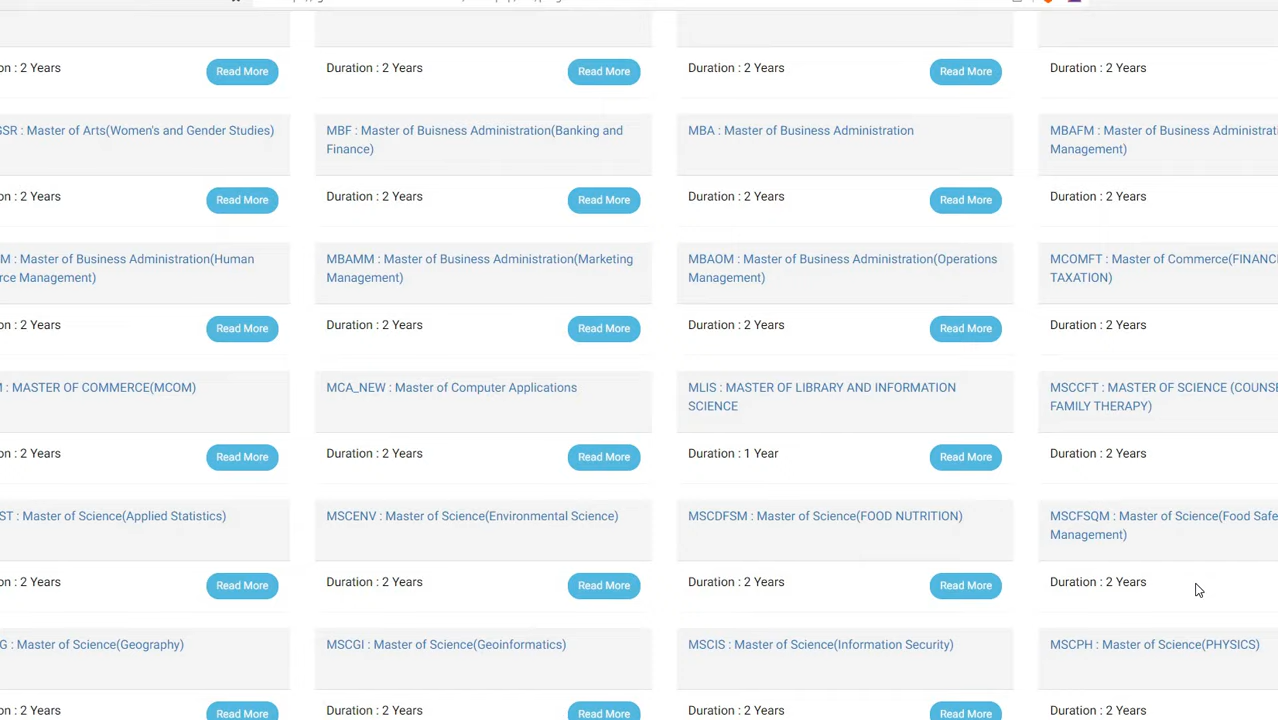 on : 2 Years Read More Duration : 2 Years Read More Duration : 2 Years Read More Duration : 2 Years
SSR : Master of Arts(Women's and Gender Studies)
MBF : Master of Buisness Administration(Banking and
Finance)
MBA : Master of Business Administration
MBAFM : Master of Business Administrati
Management)
on : 2 Years Read More Duration : 2 Years Read More Duration : 2 Years Read More Duration : 2 Years
M : Master of Business Administration(Human
rce Management)
MBAMM : Master of Business Administration(Marketing
Management)
MBAOM : Master of Business Administration(Operations
Management)
MCOMFT : Master of Commerce(FINANC
TAXATION)
on : 2 Years Read More Duration : 2 Years Read More Duration : 2 Years Read More Duration : 2 Years
M : MASTER OF COMMERCE(MCOM)
MCA_NEW : Master of Computer Applications
MLIS : MASTER OF LIBRARY AND INFORMATION
SCIENCE
MSCCFT : MASTER OF SCIENCE (COUNSE
FAMILY THERAPY)
on : 2 Years Read More Duration : 2 Years Read More Duration : 1 Year Read More Duration : 2 Years
ST : Master of Science(Applied Statistics)
MSCENV : Master of Science(Environmental Science)
MSCDFSM : Master of Science(FOOD NUTRITION)
MSCFSQM : Master of Science(Food Safe
Management)
on : 2 Years Read More Duration : 2 Years Read More Duration : 2 Years Read More Duration : 2 Years
G : Master of Science(Geography)
MSCGI : Master of Science(Geoinformatics)
MSCIS : Master of Science(Information Security)
MSCPH : Master of Science(PHYSICS)
on : 2 Years Read More Duration : 2 Years Read More Duration : 2 Years Read More Duration : 2 Years